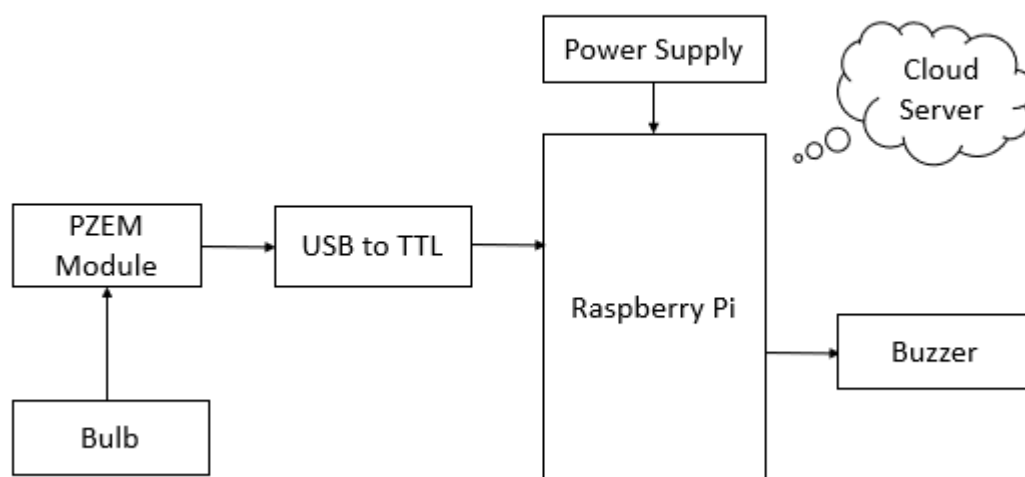 Power Supply
Cloud
Server
PZEM
Module
USB to TTL
Raspberry Pi
Buzzer
Bulb